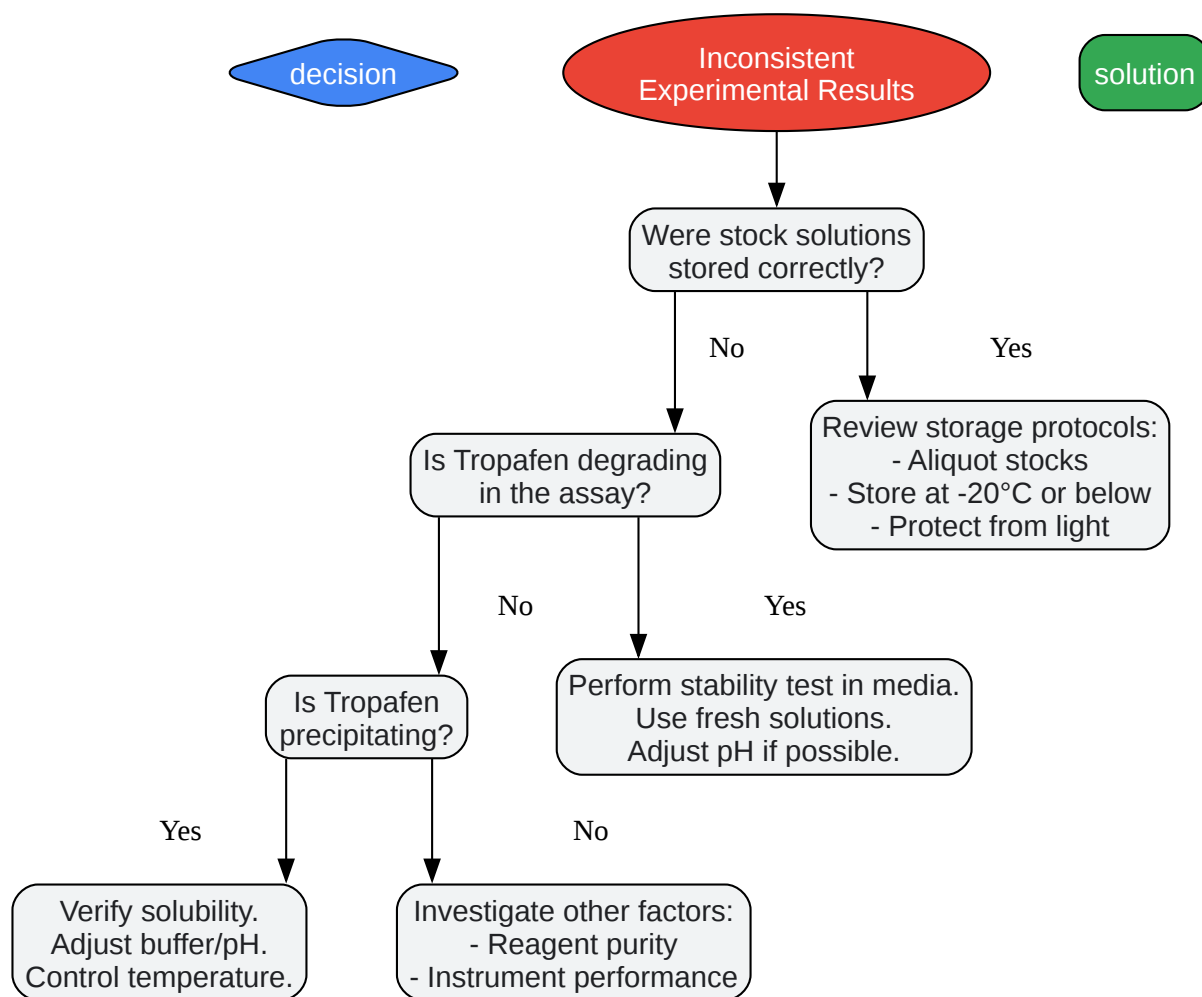 decision
Inconsistent
Experimental Results
solution
Were stock solutions
stored correctly?
No
Yes
Review storage protocols:
- Aliquot stocks
- Store at -20°C or below
- Protect from light
Is Tropafen degrading
in the assay?
No
Yes
Perform stability test in media.
Use fresh solutions.
Adjust pH if possible.
Is Tropafen
precipitating?
Yes
No
Verify solubility.
Adjust buffer/pH.
Control temperature.
Investigate other factors:
- Reagent purity
- Instrument performance